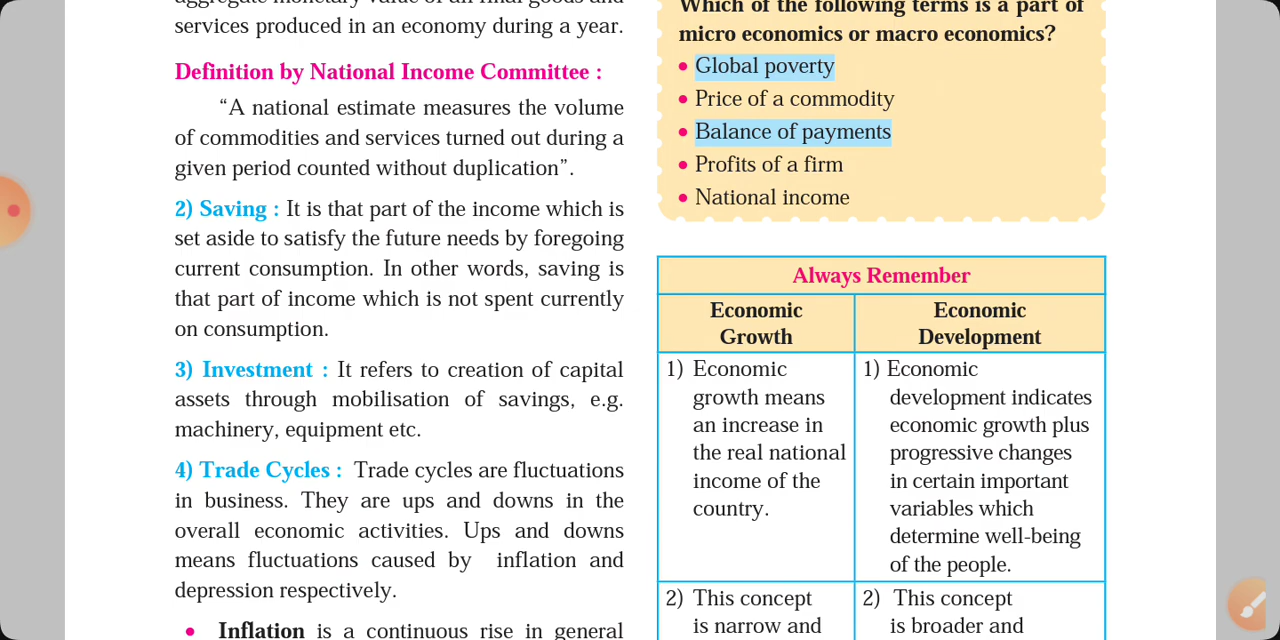 aggregate monetary value of all final goods and
services produced in an economy during a year.
Definition by National Income Committee :
“A national estimate measures the volume
of commodities and services turned out during a
given period counted without duplication”.
2) Saving : It is that part of the income which is
set aside to satisfy the future needs by foregoing
current consumption. In other words, saving is
that part of income which is not spent currently
on consumption.
3) Investment : It refers to creation of capital
assets through mobilisation of savings, e.g.
machinery, equipment etc.
4) Trade Cycles : Trade cycles are fluctuations
in business. They are ups and downs in the
overall economic activities. Ups and downs
means fluctuations caused by inflation and
depression respectively.
• Inflation is a continuous rise in general
Which of the following terms is a part of
micro economics or macro economics?
• Global poverty
• Price of a commodity
• Balance of payments
• Profits of a firm
• National income
Always Remember
Economic
Growth
Economic
Development
1) Economic
growth means
an increase in
the real national
income of the
country.
1) Economic
development indicates
economic growth plus
progressive changes
in certain important
variables which
determine well-being
of the people.
2) This concept
is narrow and
2) This concept
is broader and